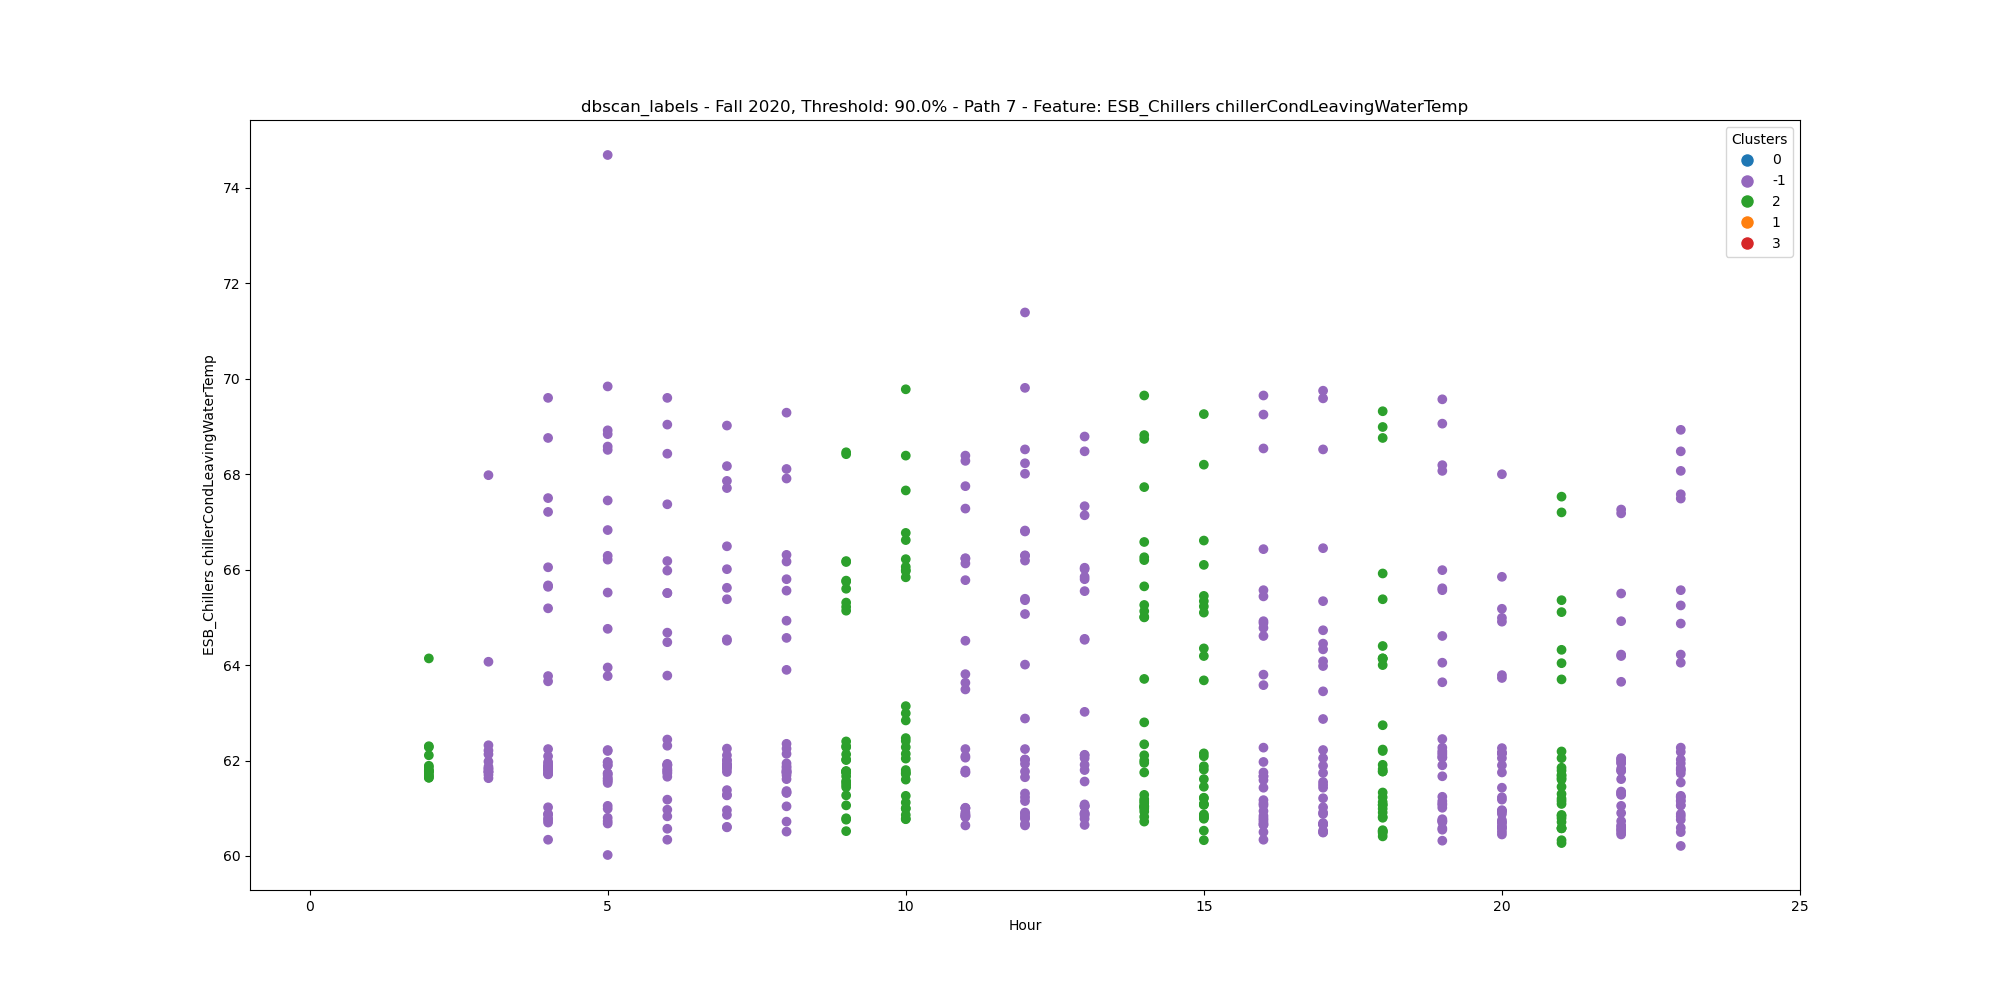 dbscan_labels - Fall 2020, Threshold: 90.0% - Path 7 - Feature: ESB_Chillers chillerCondLeavingWaterTemp
Clusters
0
-1
2
1
3
ESB_Chillers chillerCondLeavingWaterTemp
74
72
70
68
66
64
62
60
0 5 10 15 20 25
Hour